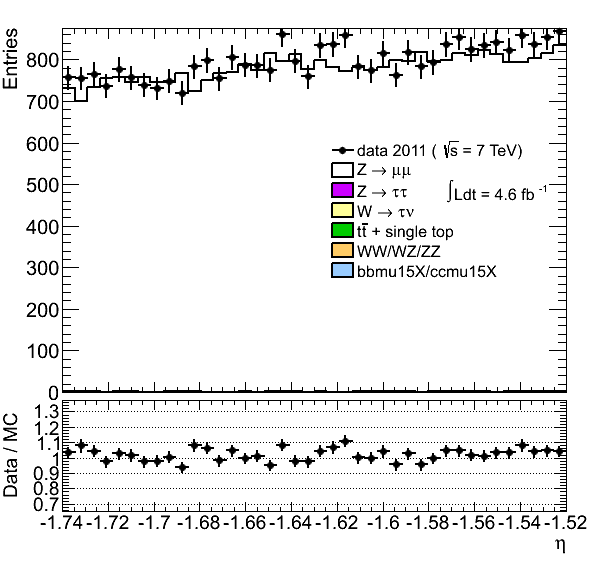 Entries
800
700
600
500
400
300
200
100
0
data 2011 ( √s = 7 TeV)
Z → μμ
Z → ττ
∫Ldt = 4.6 fb⁻¹
W → τν
tt̅ + single top
WW/WZ/ZZ
bbmu15X/ccmu15X
Data / MC
1.3
1.2
1.1
1
0.9
0.8
0.7
-1.74 -1.72 -1.7 -1.68 -1.66 -1.64 -1.62 -1.6 -1.58 -1.56 -1.54 -1.52
η